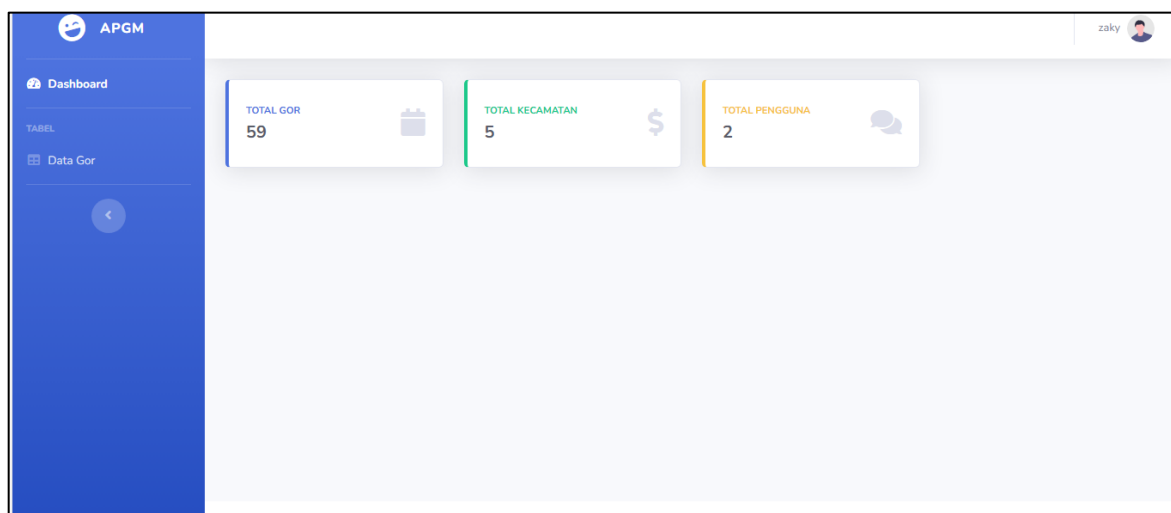 APGM
zaky
Dashboard
TABEL
Data Gor
TOTAL GOR
59
TOTAL KECAMATAN
5
TOTAL PENGGUNA
2